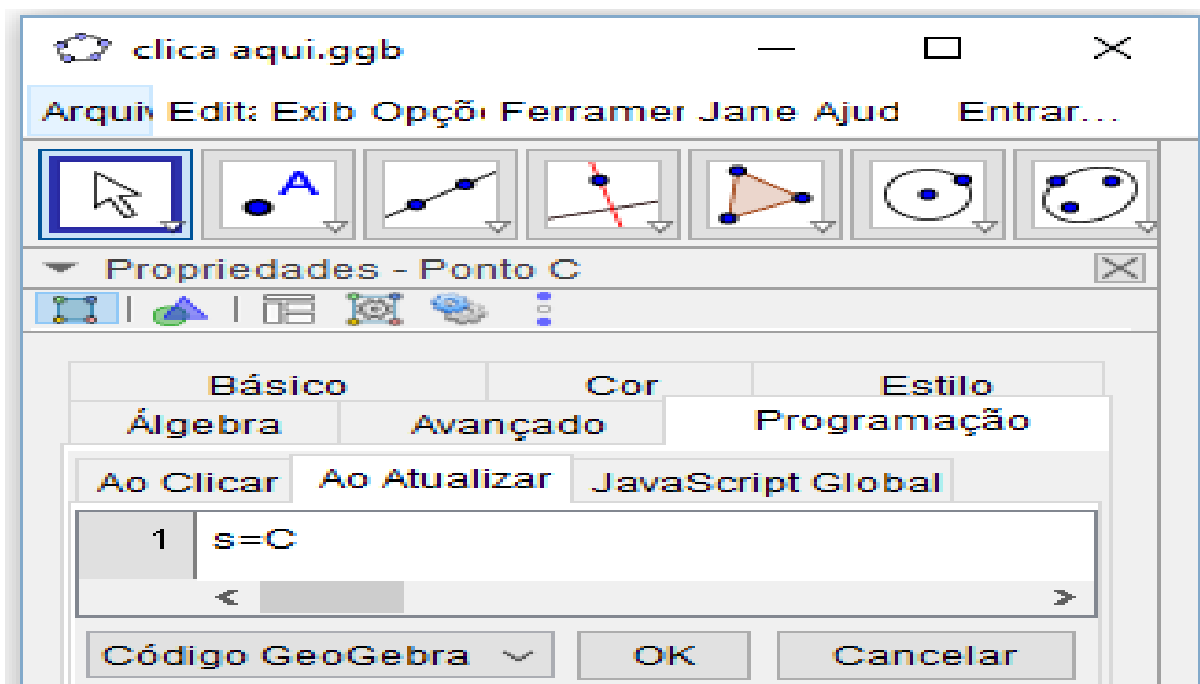 clica aqui.ggb
Arquiv Edita Exib Opçõ Ferramer Jane Ajud Entrar...
A
Propriedades - Ponto C
Básico Cor Estilo
Álgebra Avançado Programação
Ao Clicar Ao Atualizar JavaScript Global
1 s=C
Código GeoGebra OK Cancelar